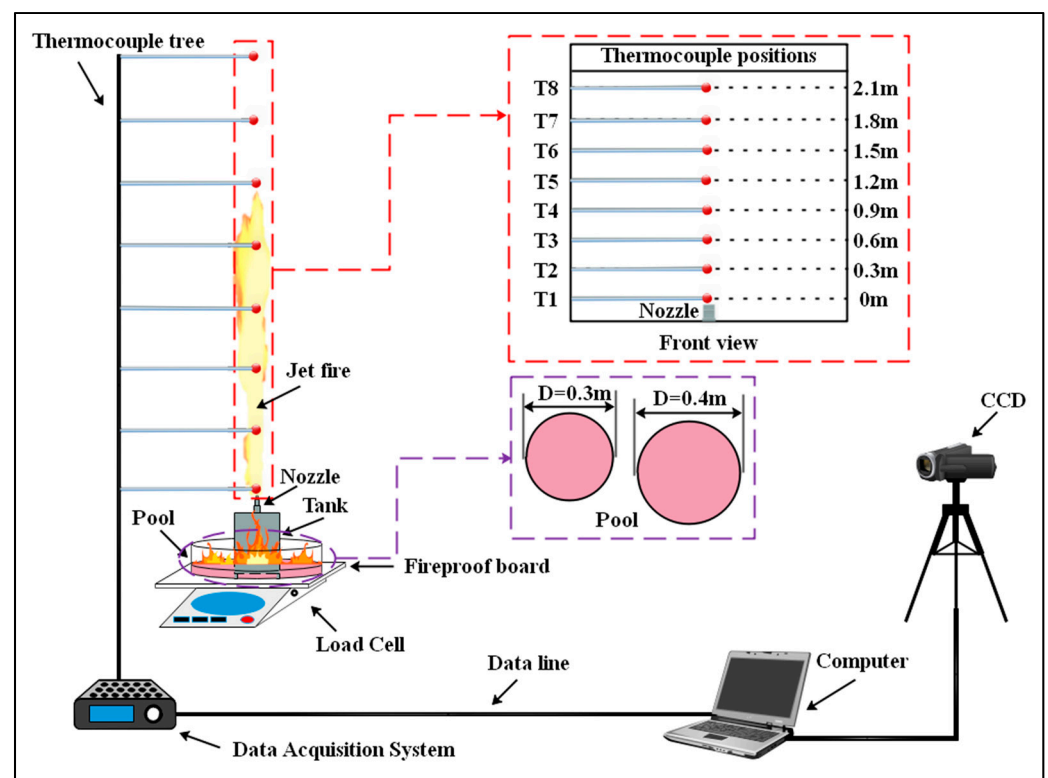 Thermocouple tree
Thermocouple positions
T8 2.1m
T7 1.8m
T6 1.5m
T5 1.2m
T4 0.9m
T3 0.6m
T2 0.3m
T1 0m
Nozzle
Front view
Jet fire
D=0.3m
D=0.4m
CCD
Nozzle
Tank
Pool
Pool
Fireproof board
Load Cell
Data line
Computer
Data Acquisition System